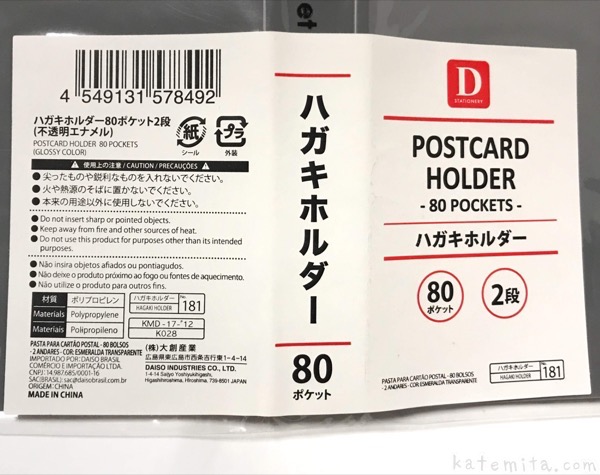 et
4 549131 578492
ハガキホルダー80ポケット2段
(不透明エナメル)
POSTCARD HOLDER 80 POCKETS
(GLOSSY COLOR)
紙
シール
プラ
外装
使用上の注意 / CAUTION / PRECAUÇÕES
●尖ったものや鋭利なものを入れないでください。
●火や熱源のそばに置かないでください。
●本来の用途以外に使用しないでください。
●Do not insert sharp or pointed objects.
●Keep away from fire and other sources of heat.
●Do not use this product for purposes other than its intended
purposes.
●Não insira objetos afiados ou pontiagudos.
●Não deixe o produto próximo ao fogo ou fontes de aquecimento.
●Não utilize o produto para outros fins.
材質 ポリプロピレン
Materials Polypropylene
Materiais Polipropileno
ハガキホルダー
HAGAKI HOLDER
No 181
KMD -17-"12
K028
PASTA PARA CARTÃO POSTAL - 80 BOLSOS
- 2 ANDARES - COR: ESMERALDA TRANSPARENTE
IMPORTADO POR: DAISO BRASIL
COMÉRCIO E IMPORTAÇÃO LTDA.
CNPJ: 14.987.685/0001-16
SAC(BRASIL): sac@daisobrasil.com.br
ORIGEM: CHINA
MADE IN CHINA
(株)大創産業
広島県東広島市西条吉行東1-4-14
DAISO INDUSTRIES CO., LTD.
1-4-14 Saijyo Yoshiyukihigashi,
Higashihiroshima, Hiroshima, 739-8501 JAPAN
ハガキホルダー
80
ポケット
D
STATIONERY
POSTCARD
HOLDER
- 80 POCKETS -
ハガキホルダー
80
ポケット
2段
PASTA PARA CARTÃO POSTAL - 80 BOLSOS
- 2 ANDARES - COR: ESMERALDA TRANSPARENTE
ハガキホルダー
HAGAKI HOLDER
No 181
katemita.com